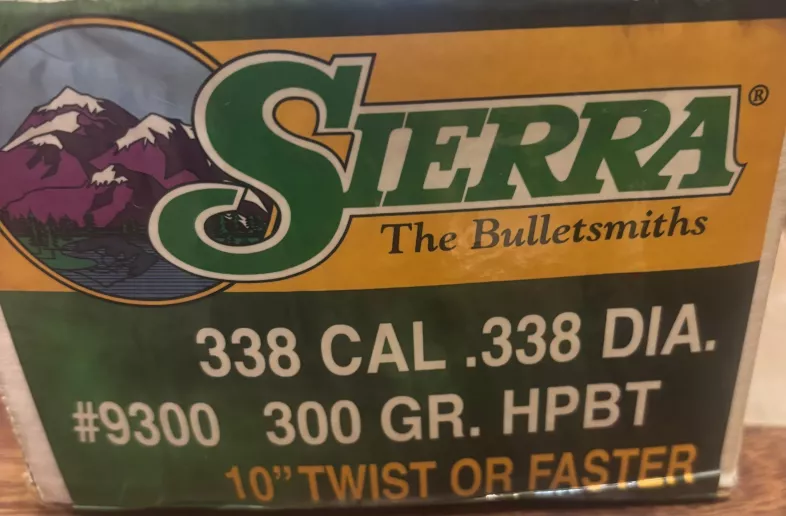 SIERRA®
The Bulletsmiths
338 CAL .338 DIA.
#9300 300 GR. HPBT
10" TWIST OR FASTER